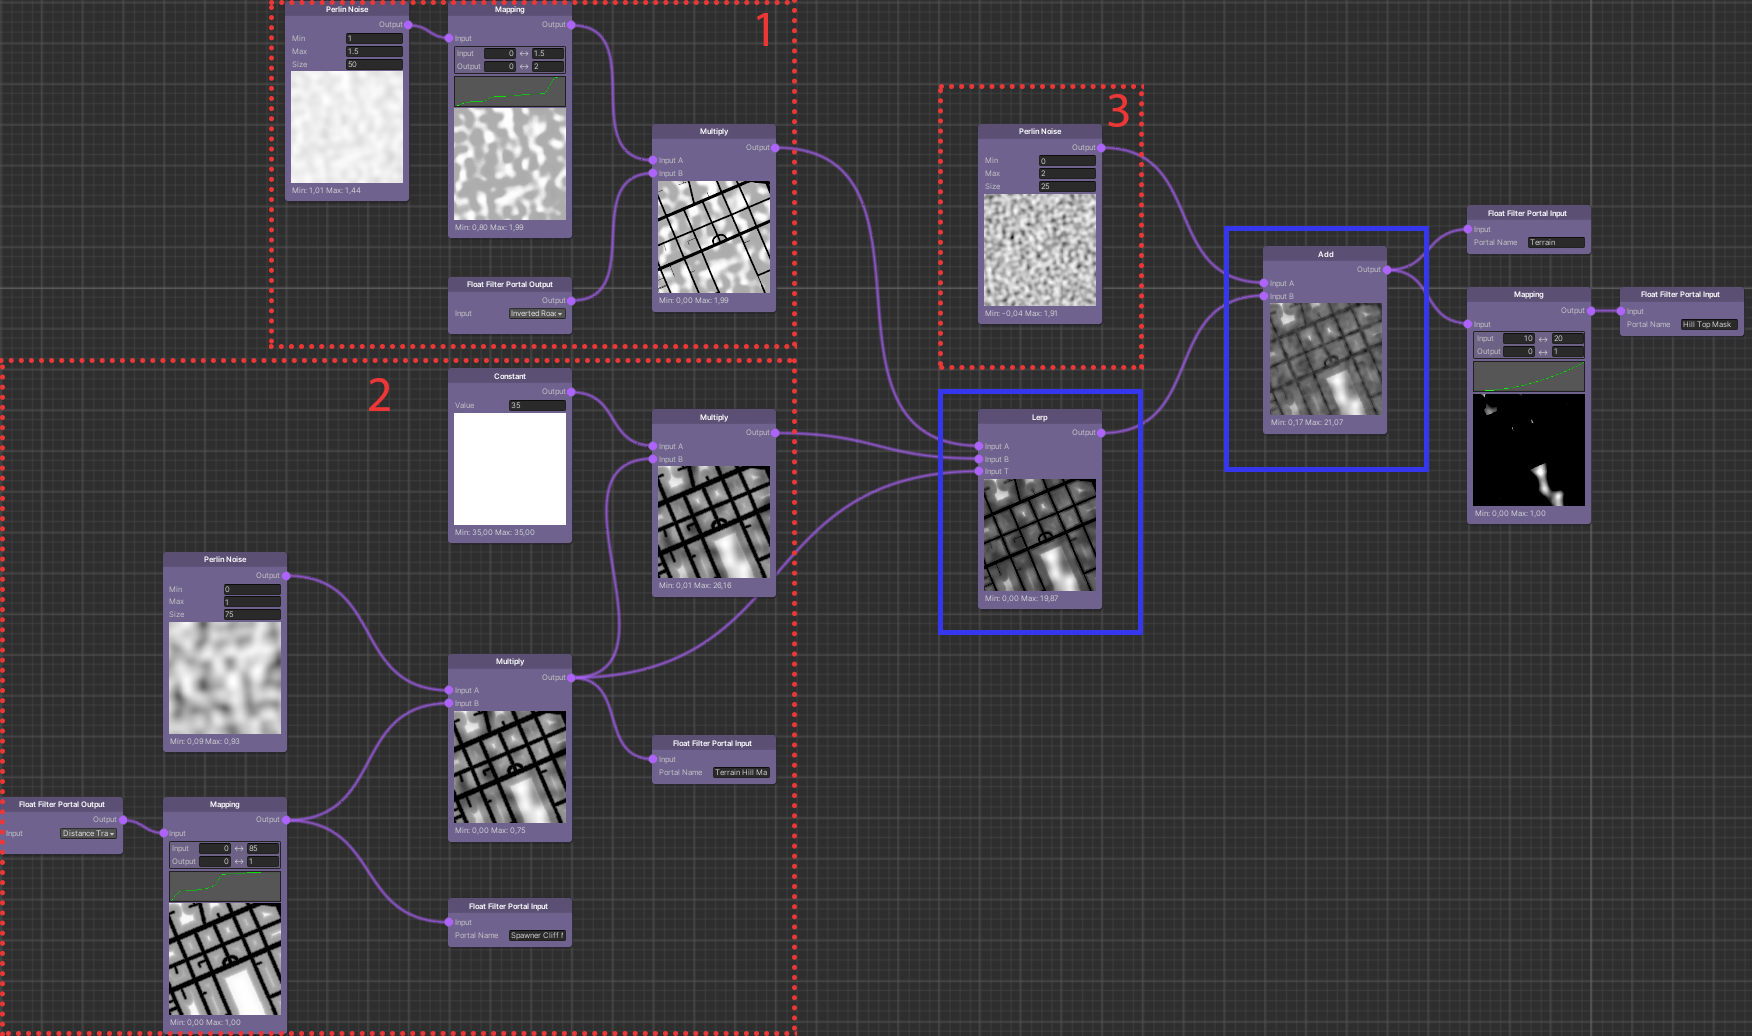 1
Perlin Noise
Output
Min 1
Max 1.5
Size 50
Min: 1,01 Max: 1,44
Mapping
Output
Input
Input 0 ↔ 1.5
Output 0 ↔ 2
Min: 0,80 Max: 1,99
Multiply
Output
Input A
Input B
Min: 0,00 Max: 1,99
Float Filter Portal Output
Output
Input Inverted Roa
2
Constant
Output
Value 35
Min: 35,00 Max: 35,00
Multiply
Output
Input A
Input B
Min: 0,01 Max: 26,16
Perlin Noise
Output
Min 0
Max 1
Size 75
Min: 0,09 Max: 0,93
Multiply
Output
Input A
Input B
Min: 0,00 Max: 0,75
Float Filter Portal Input
Input
Portal Name Terrain Hill Ma
Float Filter Portal Output
Output
Input Distance Tra
Mapping
Output
Input
Input 0 ↔ 85
Output 0 ↔ 1
Min: 0,00 Max: 1,00
Float Filter Portal Input
Input
Portal Name Spawner Cliff
3
Perlin Noise
Output
Min 0
Max 2
Size 25
Min: -0,04 Max: 1,91
Lerp
Output
Input A
Input B
Input T
Min: 0,00 Max: 19,87
Add
Output
Input A
Input B
Min: 0,17 Max: 21,07
Float Filter Portal Input
Input
Portal Name Terrain
Mapping
Output
Input
Input 10 ↔ 20
Output 0 ↔ 1
Min: 0,00 Max: 1,00
Float Filter Portal Input
Input
Portal Name Hill Top Mask